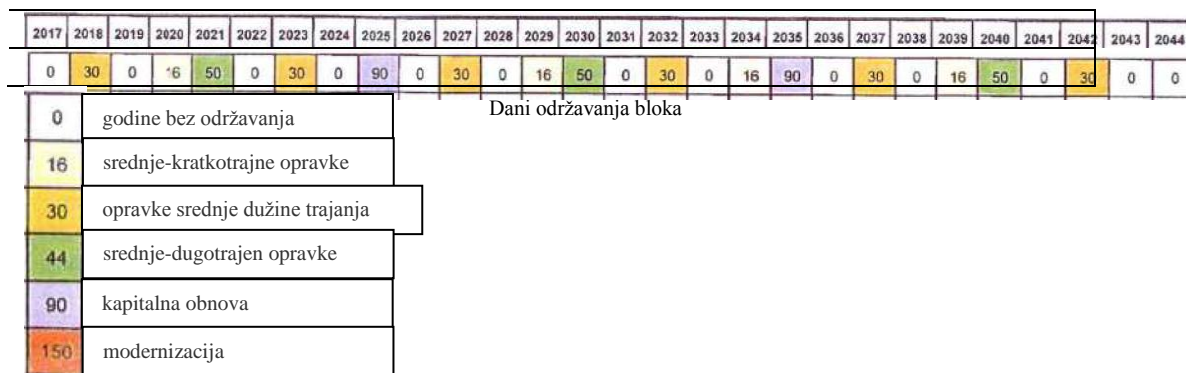 2017 2018 2019 2020 2021 2022 2023 2024 2025 2026 2027 2028 2029 2030 2031 2032 2033 2034 2035 2036 2037 2038 2039 2040 2041 2042 2043 2044
0 30 0 16 50 0 30 0 90 0 30 0 16 50 0 30 0 16 90 0 30 0 16 50 0 30 0 0
Dani održavanja bloka
0 godine bez održavanja
16 srednje-kratkotrajne opravke
30 opravke srednje dužine trajanja
44 srednje-dugotrajen opravke
90 kapitalna obnova
150 modernizacija